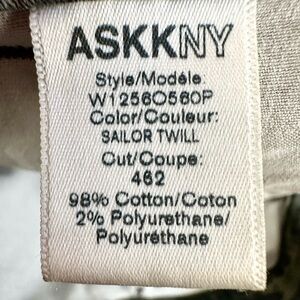 ASKKNY
Style/Modèle:
W1256O560P
Color/Couleur:
SAILOR TWILL
Cut/Coupe:
462
98% Cotton/Coton
2% Polyurethane/
Polyuréthane